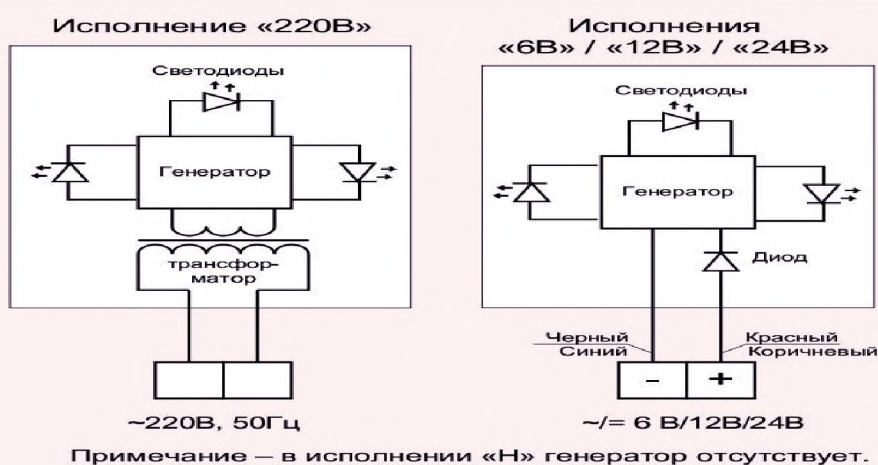 Исполнение «220В»
Светодиоды
Генератор
трансфор-
матор
~220В, 50Гц
Исполнения
«6В» / «12В» / «24В»
Светодиоды
Генератор
Диод
Черный
Синий
Красный
Коричневый
- +
~/= 6 В/12В/24В
Примечание – в исполнении «Н» генератор отсутствует.